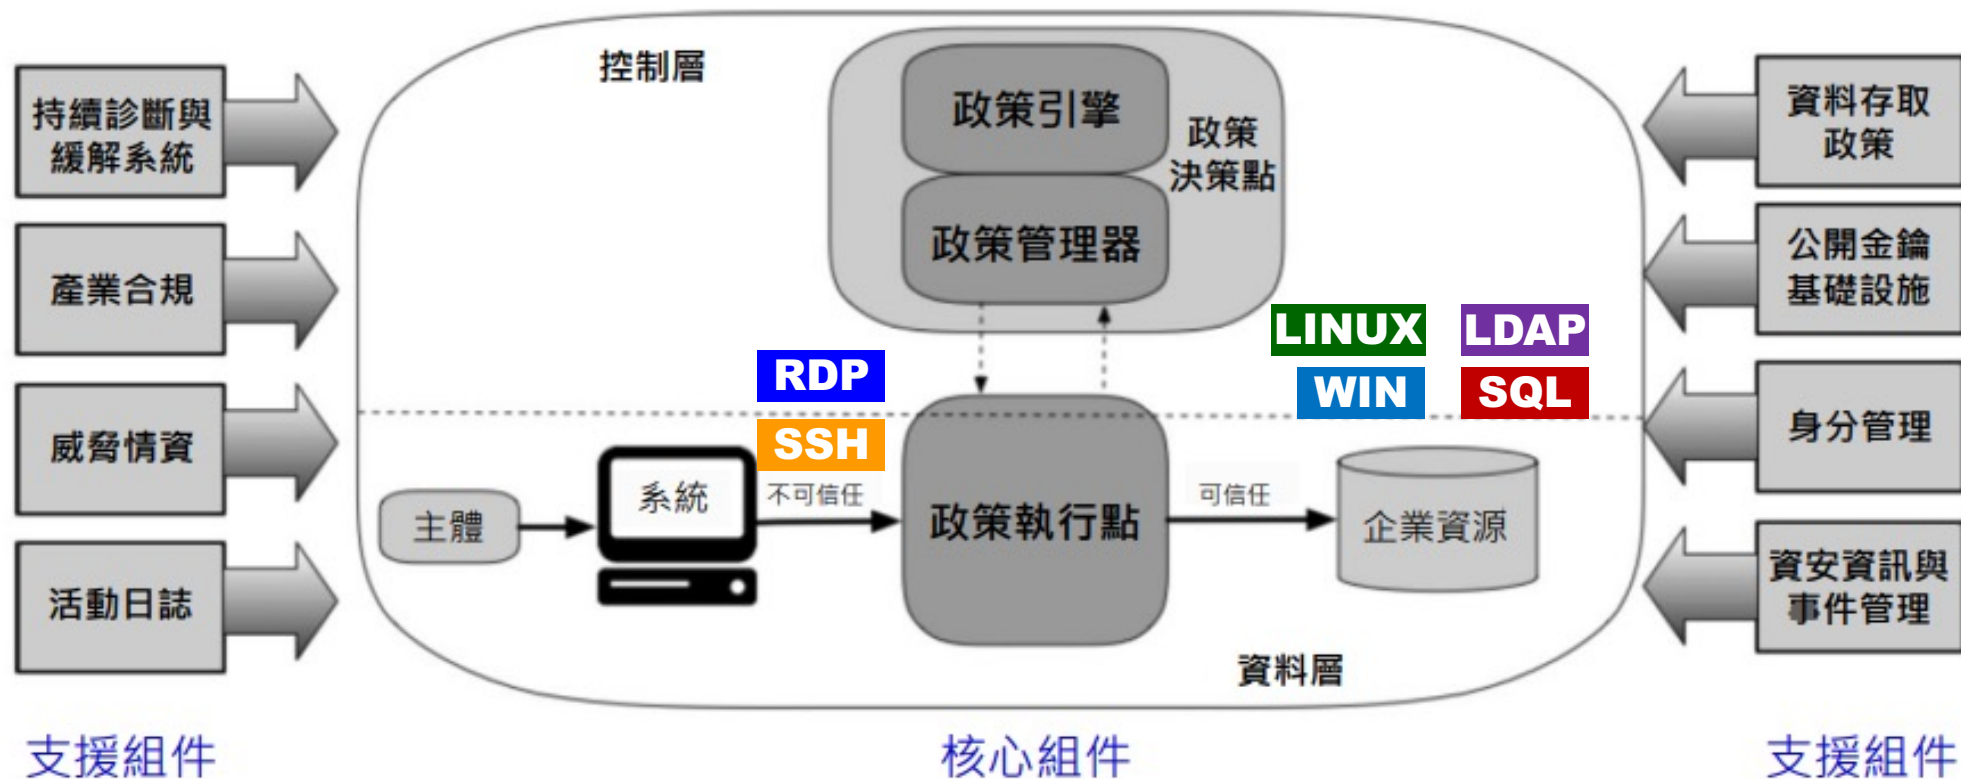 持續診斷與
緩解系統
產業合規
威脅情資
活動日誌
支援組件
控制層
政策引擎
政策管理器
政策
決策點
RDP
SSH
LINUX
LDAP
WIN
SQL
主體
系統
不可信任
政策執行點
可信任
企業資源
資料層
核心組件
資料存取
政策
公開金鑰
基礎設施
身分管理
資安資訊與
事件管理
支援組件